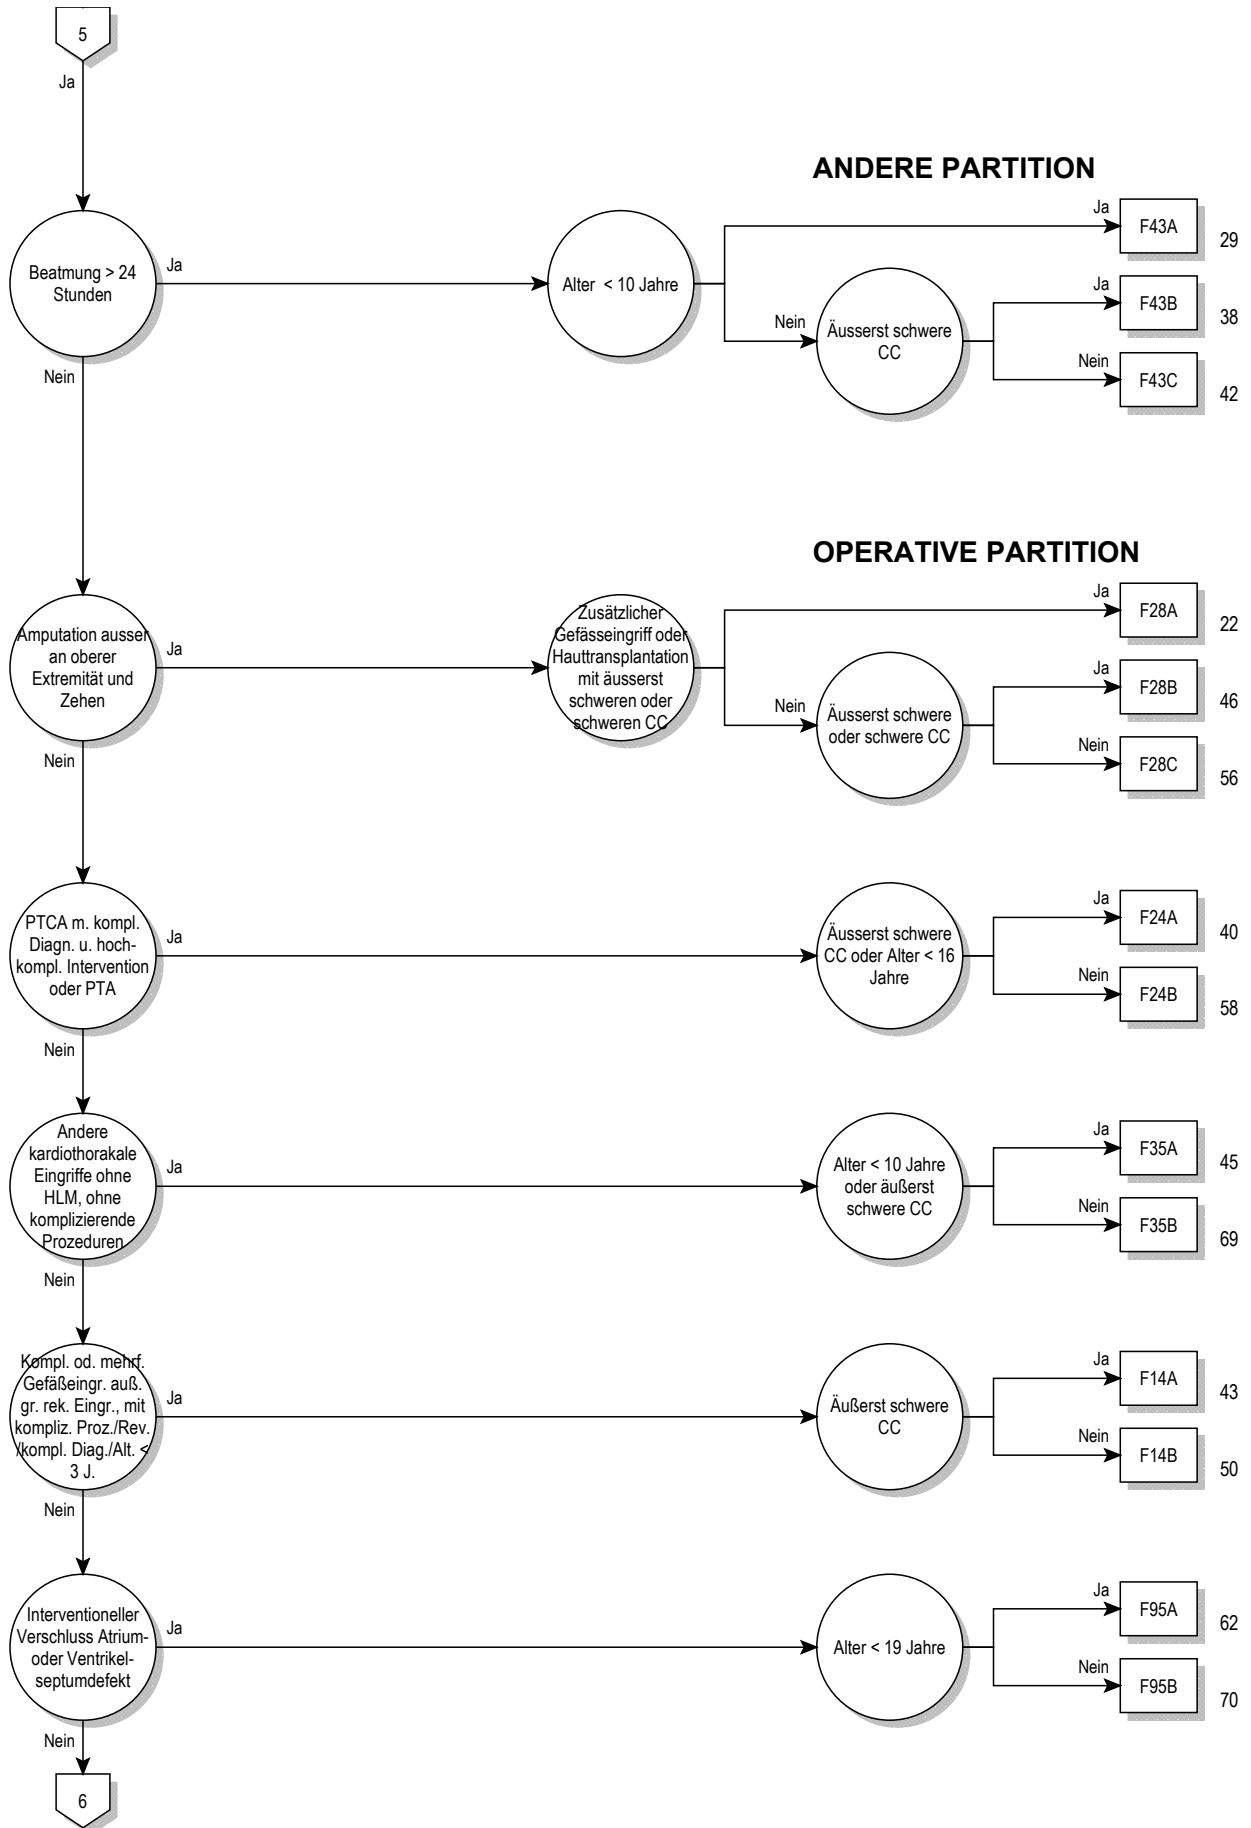 5
Ja
ANDERE PARTITION
Beatmung > 24
Stunden
Ja
Alter < 10 Jahre
Ja
F43A
29
Nein
Äusserst schwere
CC
Ja
F43B
38
Nein
F43C
42
Nein
OPERATIVE PARTITION
Amputation ausser
an oberer
Extremität und
Zehen
Ja
Zusätzlicher
Gefässeingriff oder
Hauttransplantation
mit äusserst
schweren oder
schweren CC
Ja
F28A
22
Nein
Äusserst schwere
oder schwere CC
Ja
F28B
46
Nein
F28C
56
Nein
PTCA m. kompl.
Diagn. u. hoch-
kompl. Intervention
oder PTA
Ja
Äusserst schwere
CC oder Alter < 16
Jahre
Ja
F24A
40
Nein
F24B
58
Nein
Andere
kardiothorakale
Eingriffe ohne
HLM, ohne
komplizierende
Prozeduren
Ja
Alter < 10 Jahre
oder äußerst
schwere CC
Ja
F35A
45
Nein
F35B
69
Nein
Kompl. od. mehrf.
Gefäßeingr. auß.
gr. rek. Eingr., mit
kompliz. Proz./Rev.
/kompl. Diag./Alt. <
3 J.
Ja
Äußerst schwere
CC
Ja
F14A
43
Nein
F14B
50
Nein
Interventioneller
Verschluss Atrium-
oder Ventrikel-
septumdefekt
Ja
Alter < 19 Jahre
Ja
F95A
62
Nein
F95B
70
Nein
6